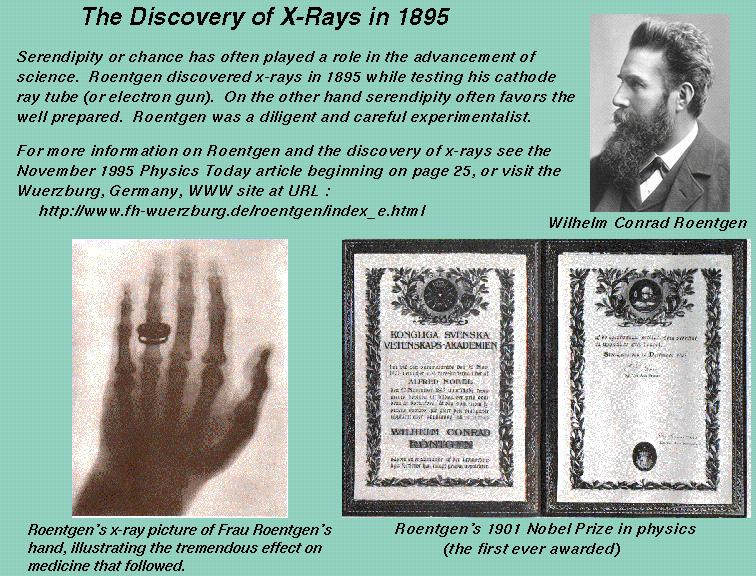 The Discovery of X-Rays in 1895
Serendipity or chance has often played a role in the advancement of
science. Roentgen discovered x-rays in 1895 while testing his cathode
ray tube (or electron gun). On the other hand serendipity often favors the
well prepared. Roentgen was a diligent and careful experimentalist.
For more information on Roentgen and the discovery of x-rays see the
November 1995 Physics Today article beginning on page 25, or visit the
Wuerzburg, Germany, WWW site at URL :
http://www.fh-wuerzburg.de/roentgen/index_e.html
Wilhelm Conrad Roentgen
KONGLIGA SVENSKA
VETENSKAPS-AKADEMIEN
ALFRED NOBEL
WILHELM CONRAD
RÖNTGEN
Roentgen's x-ray picture of Frau Roentgen's
hand, illustrating the tremendous effect on
medicine that followed.
Roentgen's 1901 Nobel Prize in physics
(the first ever awarded)